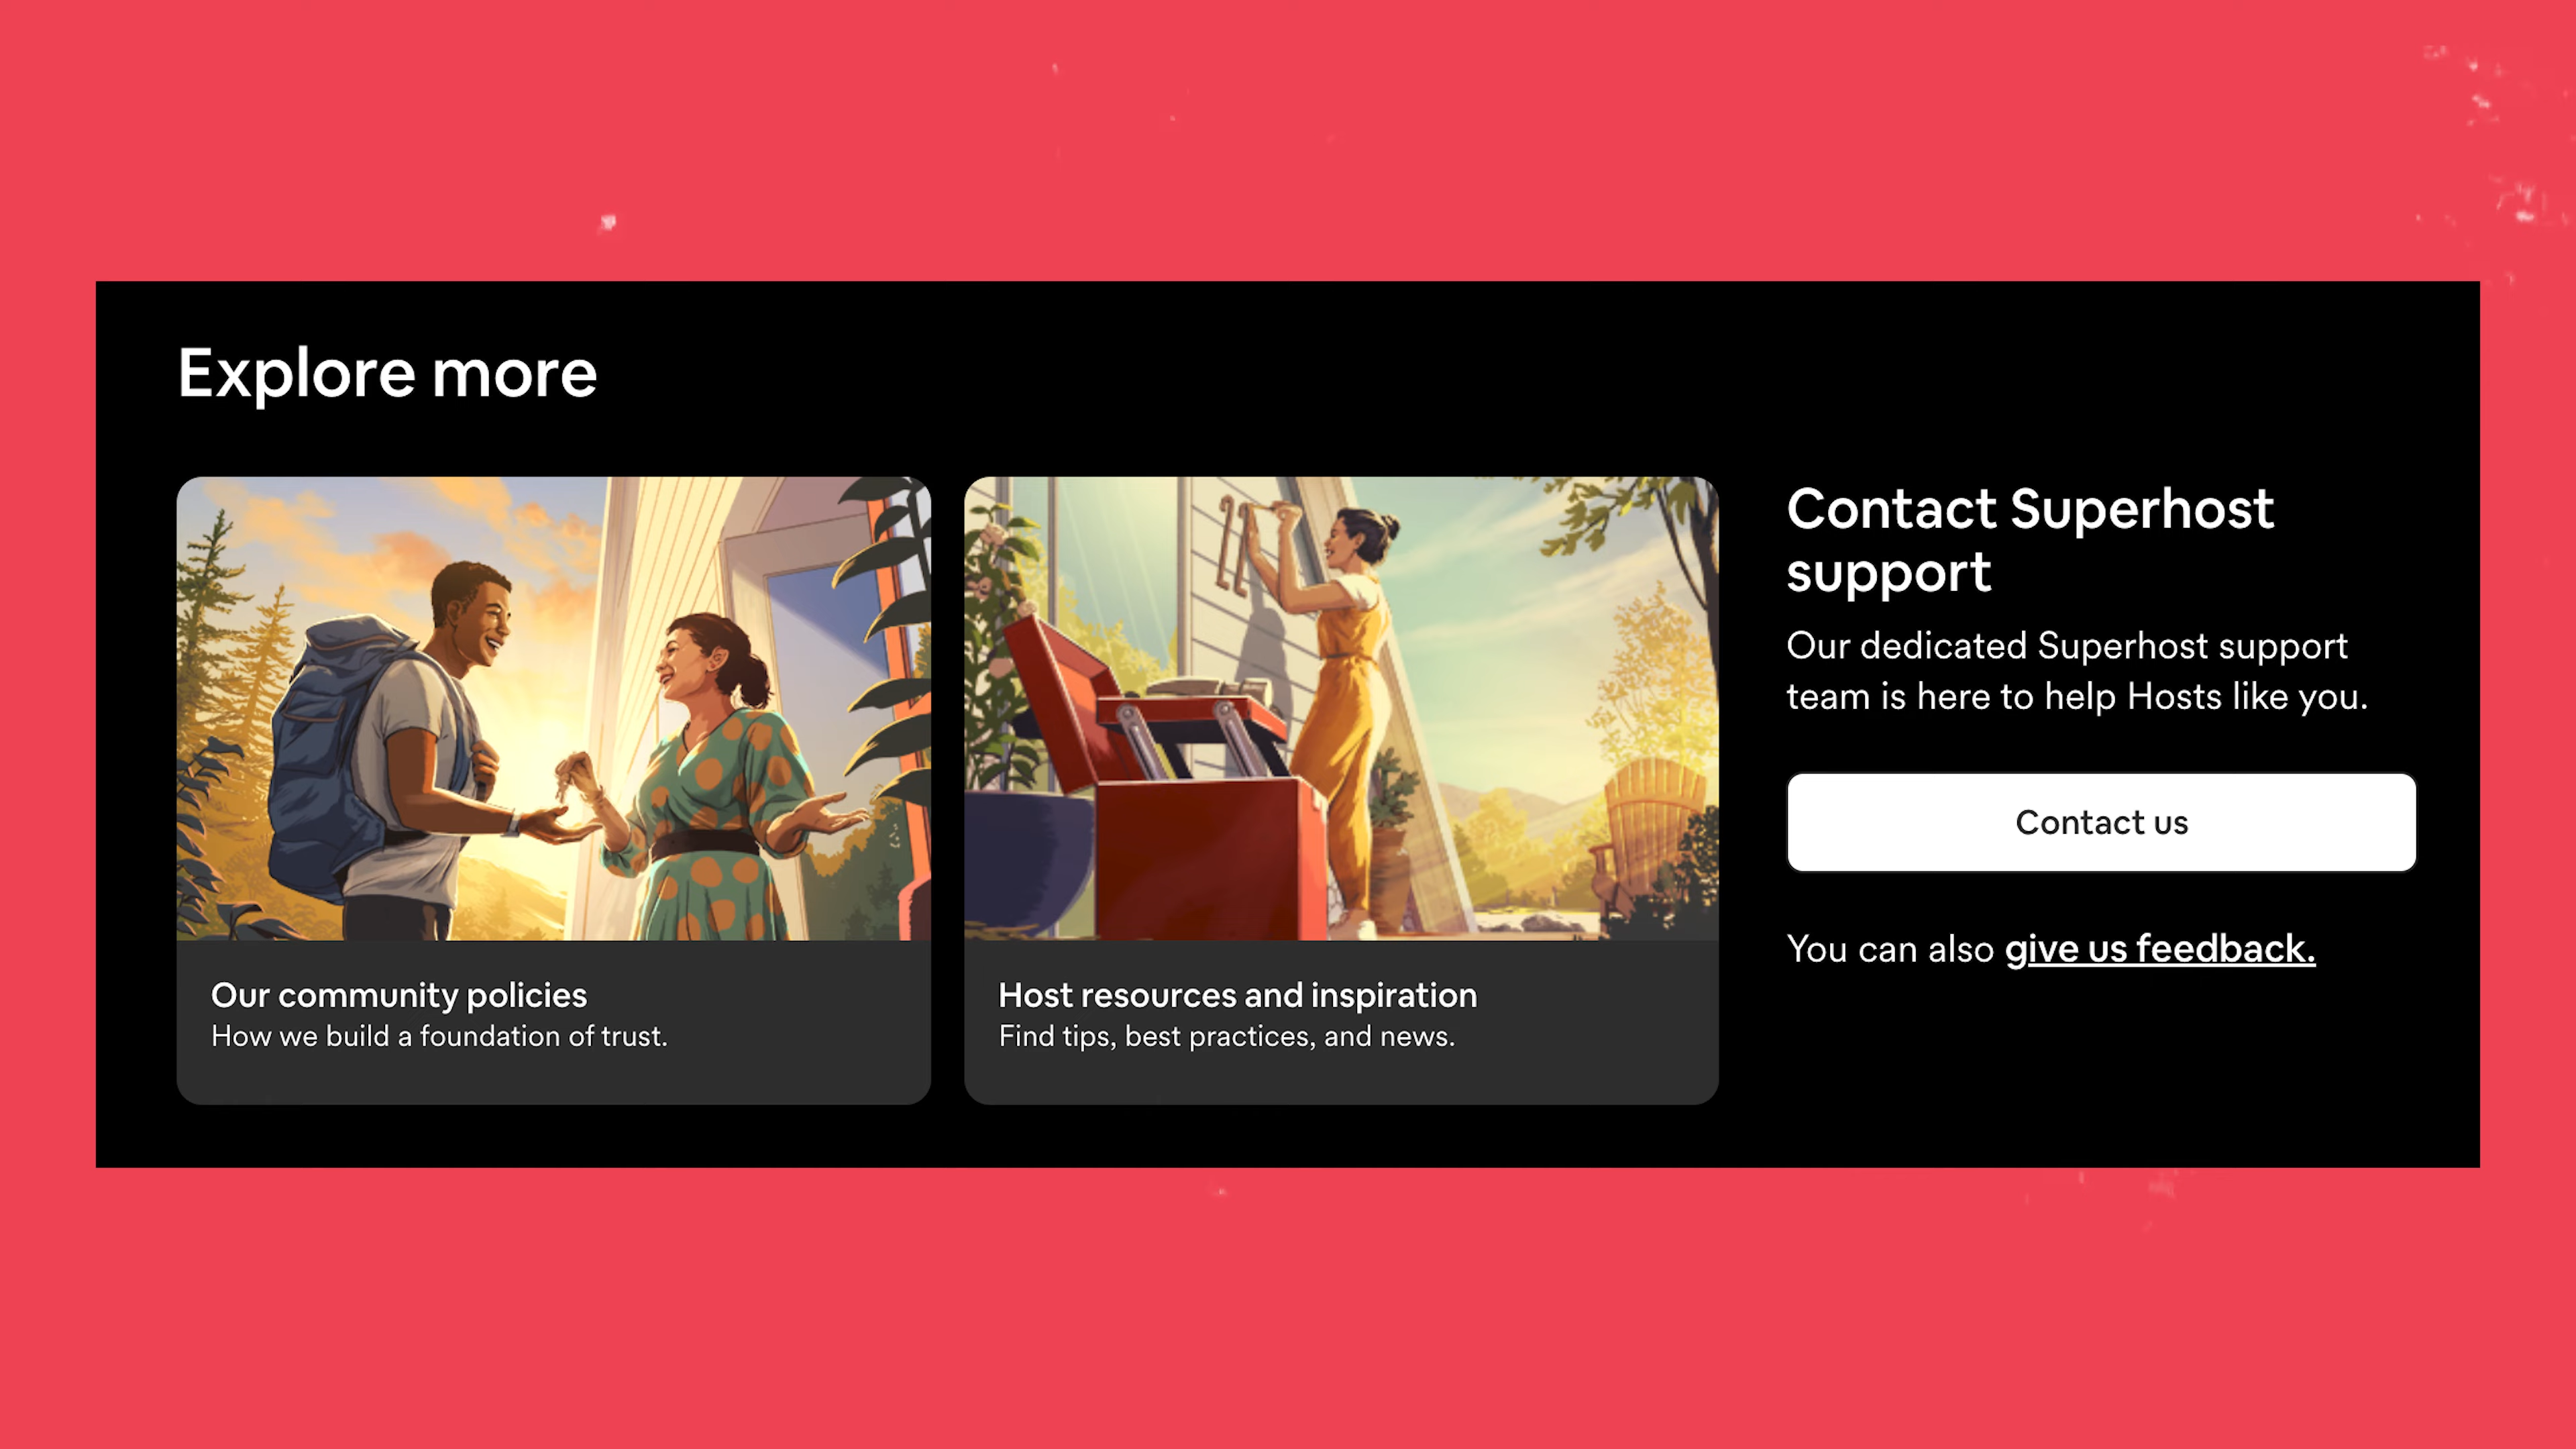 Explore more
Our community policies
How we build a foundation of trust.
Host resources and inspiration
Find tips, best practices, and news.
Contact Superhost
support
Our dedicated Superhost support
team is here to help Hosts like you.
Contact us
You can also give us feedback.